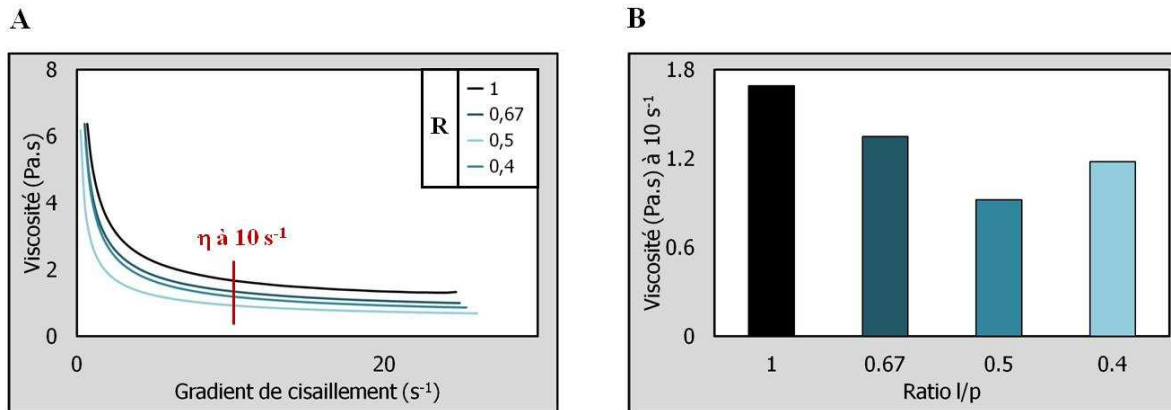 A
8
6
4
2
0
0
20
Viscosité (Pa.s)
Gradient de cisaillement (s⁻¹)
R
1
0,67
0,5
0,4
η à 10 s⁻¹
B
1.8
1.2
0.6
0
Viscosité (Pa.s) à 10 s⁻¹
1 0.67 0.5 0.4
Ratio l/p